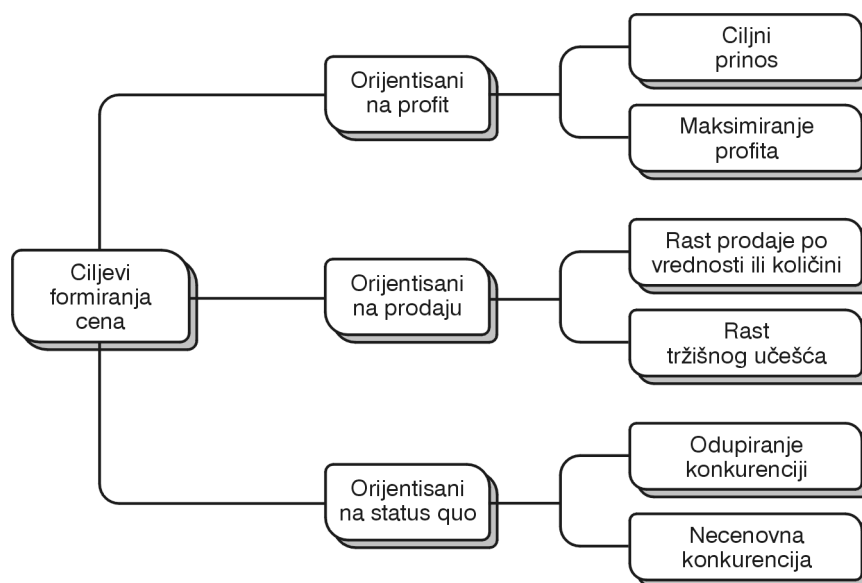 Ciljevi
formiranja
cena
Orijentisani
na profit
Ciljni
prinos
Maksimiranje
profita
Orijentisani
na prodaju
Rast prodaje po
vrednosti ili količini
Rast
tržišnog učešća
Orijentisani
na status quo
Odupiranje
konkurenciji
Necenovna
konkurencija